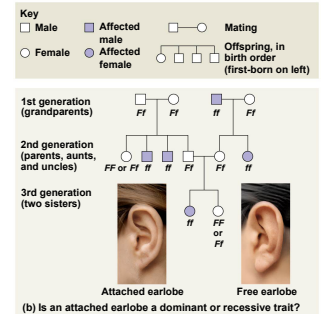 Key
Male
Affected
male
Mating
Female
Affected
female
Offspring, in
birth order
(first-born on left)
1st generation
(grandparents)
Ff Ff ff Ff
2nd generation
(parents, aunts,
and uncles)
FF or Ff ff ff Ff Ff ff
3rd generation
(two sisters)
ff FF
or
Ff
Attached earlobe Free earlobe
(b) Is an attached earlobe a dominant or recessive trait?